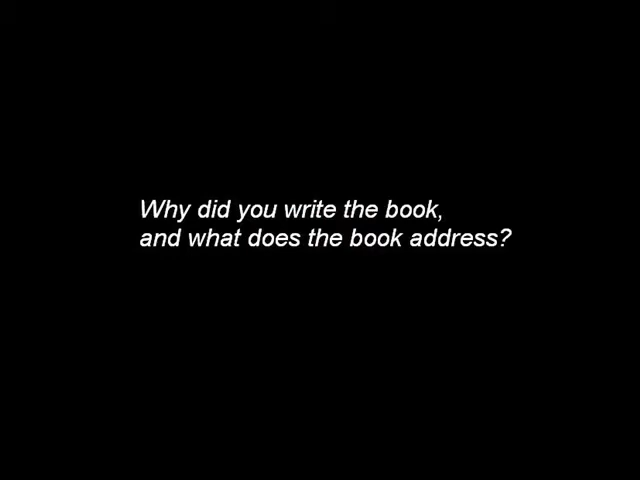 Why did you write the book,
and what does the book address?